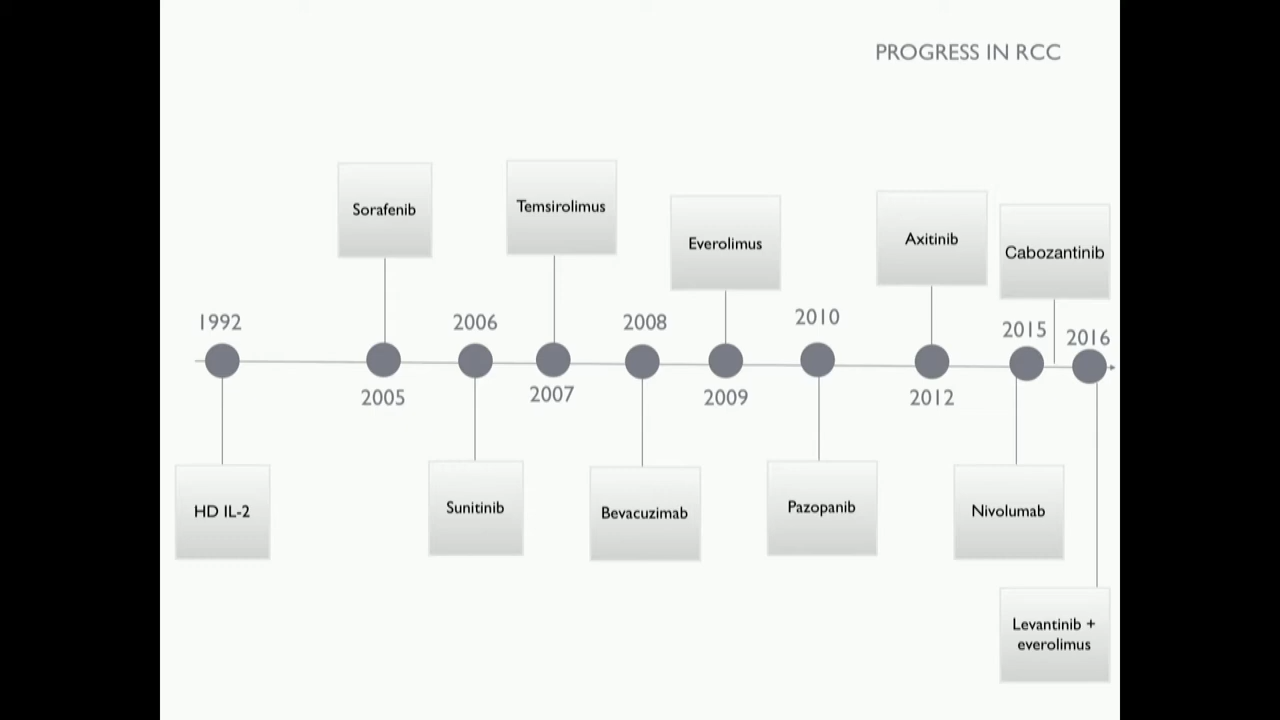 PROGRESS IN RCC
Sorafenib
Temsirolimus
Everolimus
Axitinib
Cabozantinib
1992
2006
2008
2010
2015
2016
2005
2007
2009
2012
HD IL-2
Sunitinib
Bevacuzimab
Pazopanib
Nivolumab
Levantinib +
everolimus